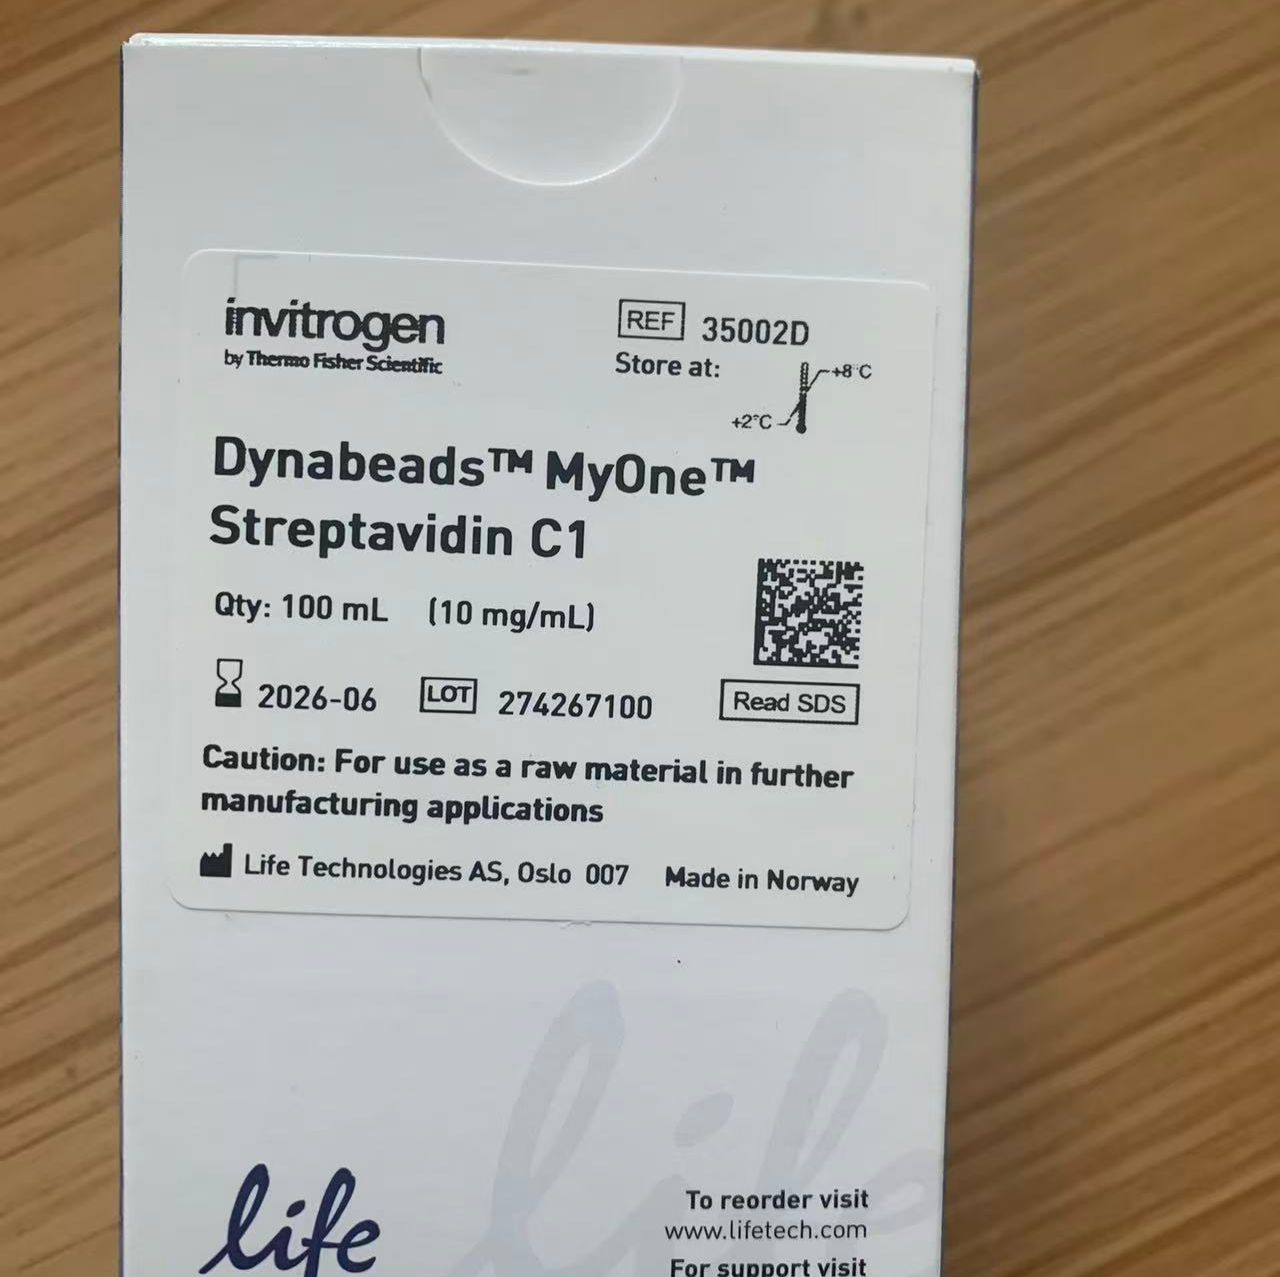 invitrogen
by Thermo Fisher Scientific
REF 35002D
Store at:
+8°C
+2°C
Dynabeads™ MyOne™
Streptavidin C1
Qty: 100 mL (10 mg/mL)
2026-06 LOT 274267100
Read SDS
Caution: For use as a raw material in further
manufacturing applications
Life Technologies AS, Oslo 007 Made in Norway
life
life
To reorder visit
www.lifetech.com
For support visit